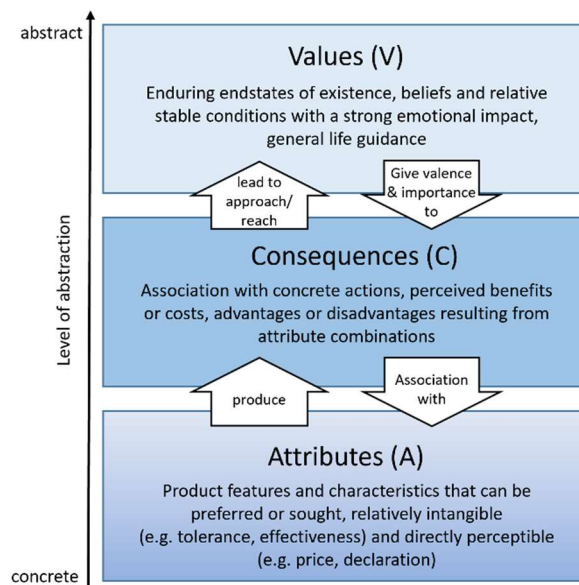 abstract
Values (V)
Enduring endstates of existence, beliefs and relative
stable conditions with a strong emotional impact,
general life guidance
lead to
approach/
reach
Give valence
& importance
to
Level of abstraction
Consequences (C)
Association with concrete actions, perceived benefits
or costs, advantages or disadvantages resulting from
attribute combinations
produce
Association
with
Attributes (A)
Product features and characteristics that can be
preferred or sought, relatively intangible
(e.g. tolerance, effectiveness) and directly perceptible
(e.g. price, declaration)
concrete